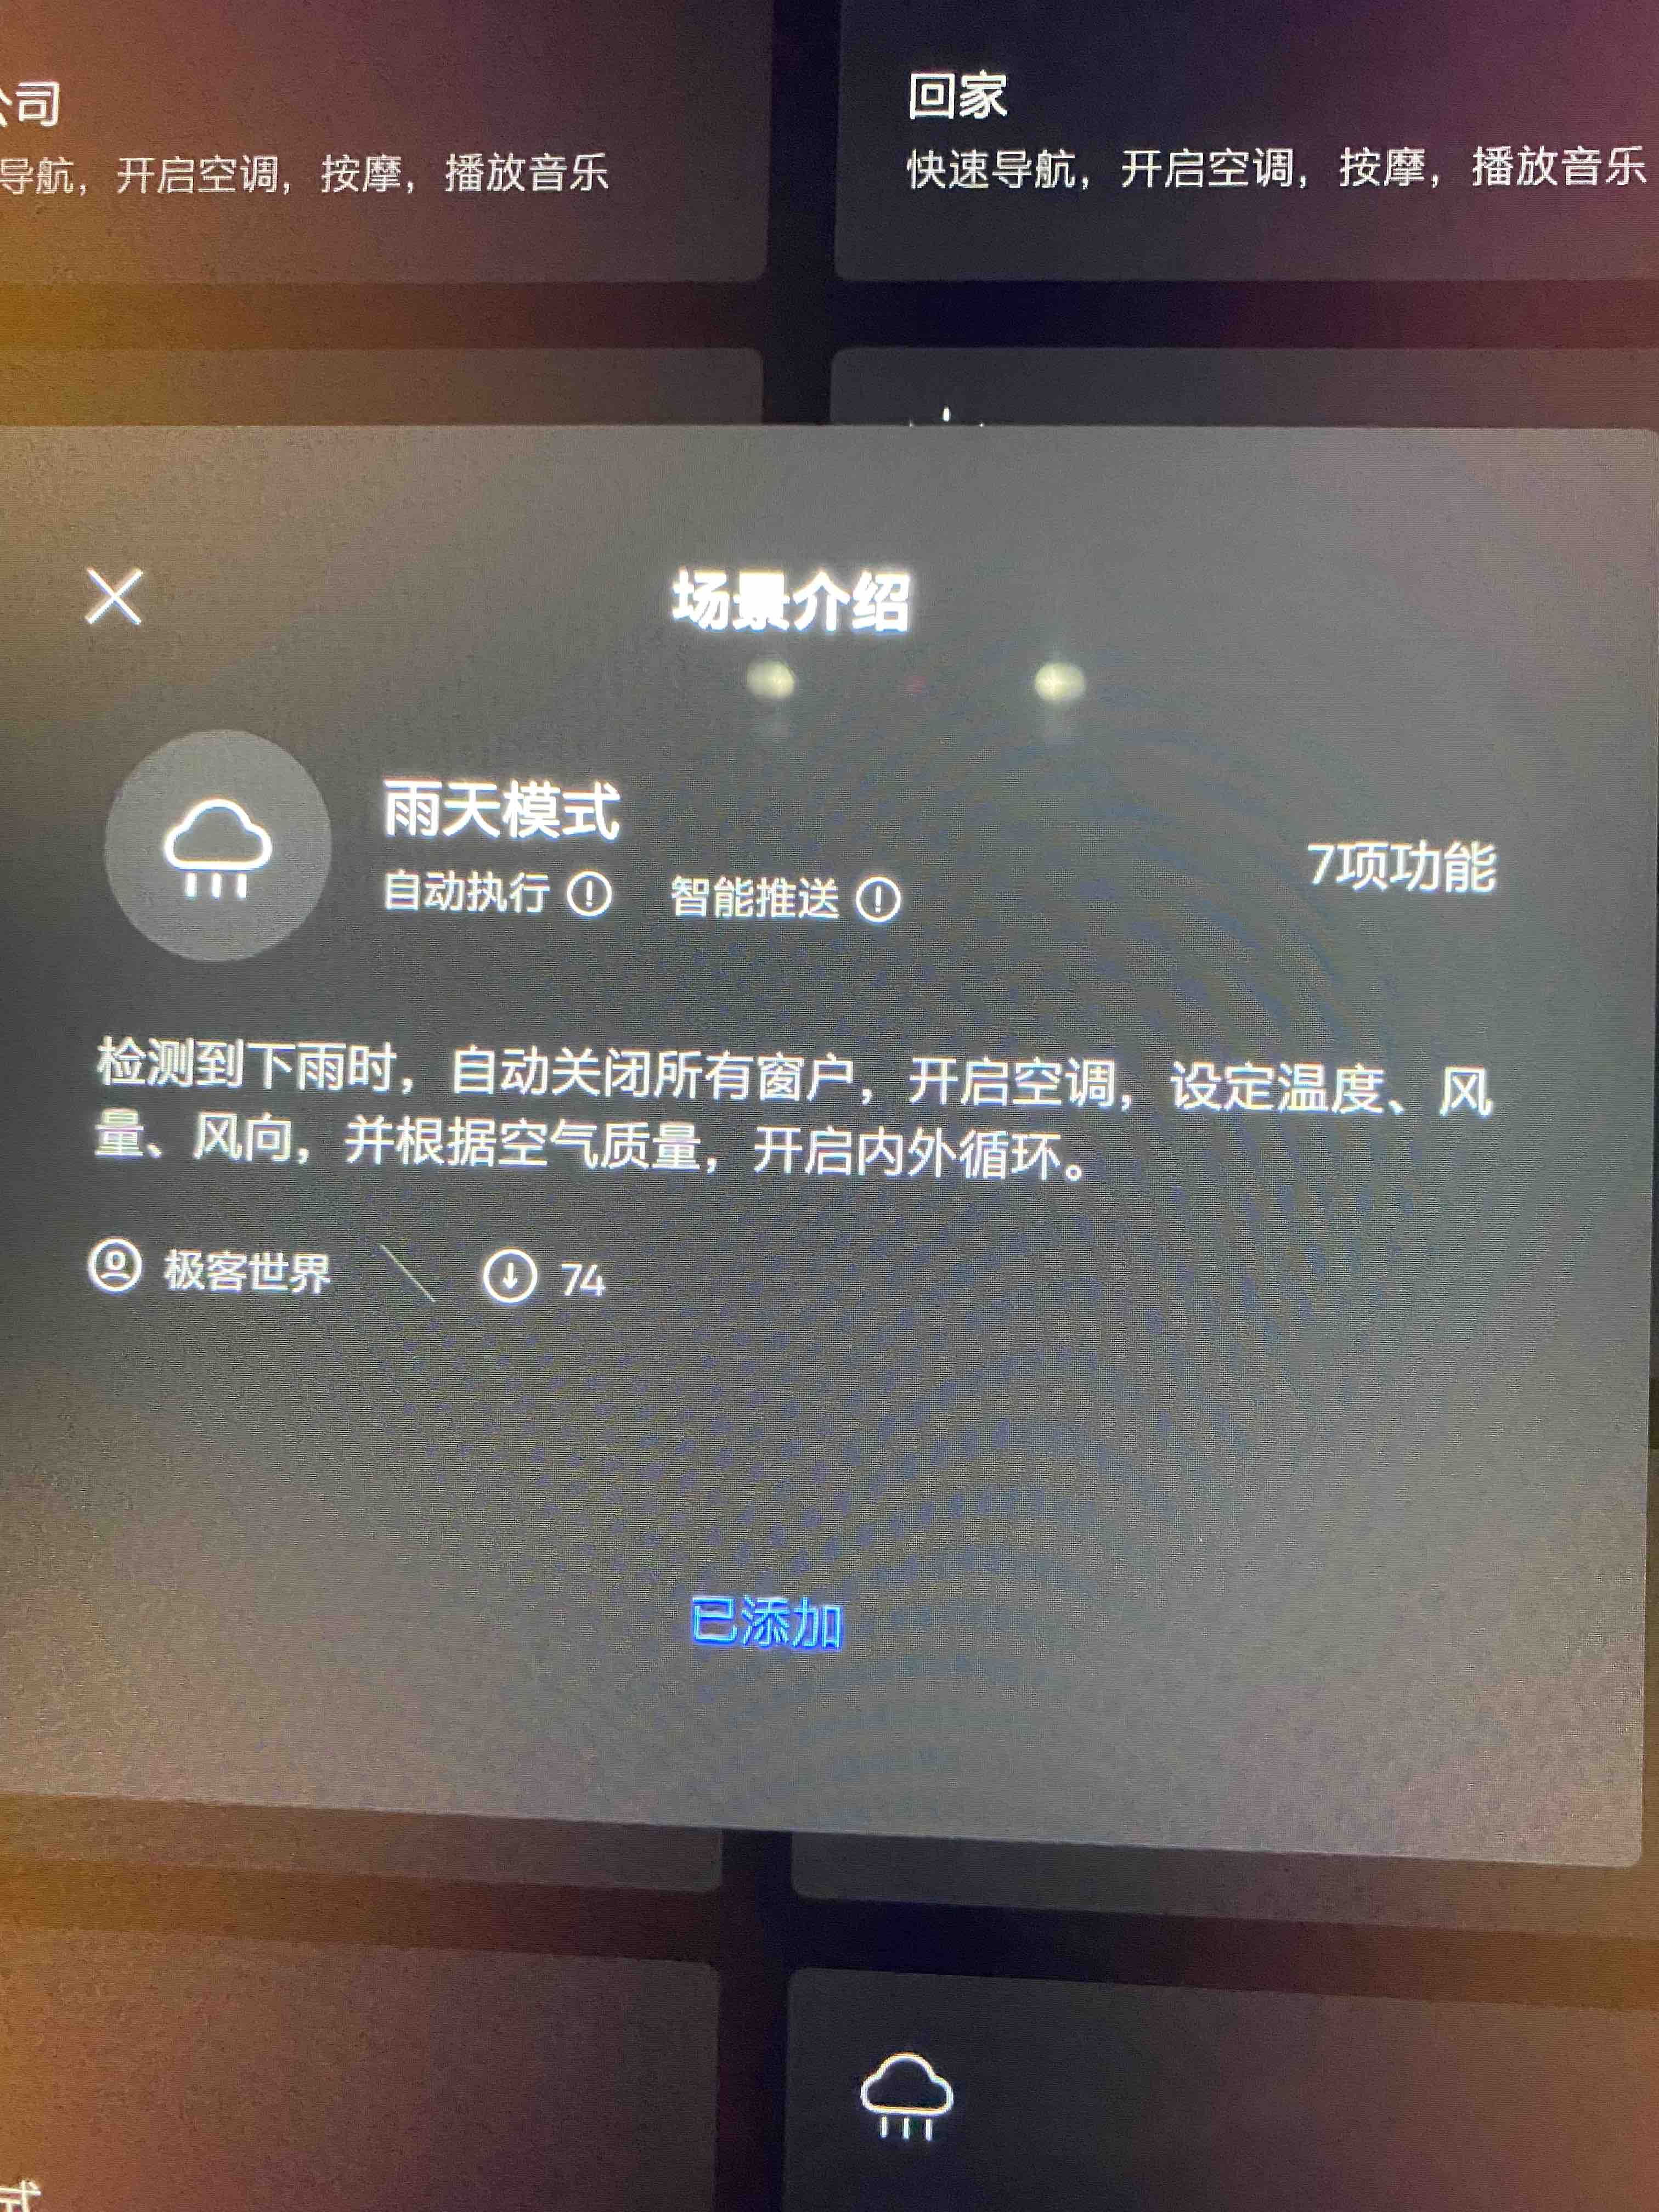 公司
回家
导航，开启空调，按摩，播放音乐
快速导航，开启空调，按摩，播放音乐
场景介绍
雨天模式
自动执行 智能推送
7项功能
检测到下雨时，自动关闭所有窗户，开启空调，设定温度、风
量、风向，并根据空气质量，开启内外循环。
极客世界 74
已添加
式